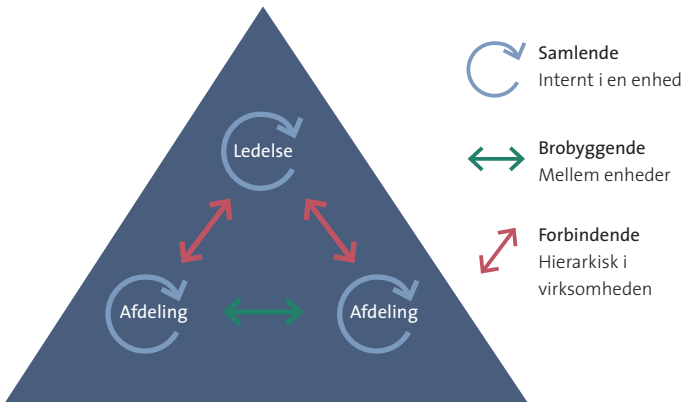 Ledelse
Afdeling
Afdeling
Samlende
Internt i en enhed
Brobyggende
Mellem enheder
Forbindende
Hierarkisk i
virksomheden